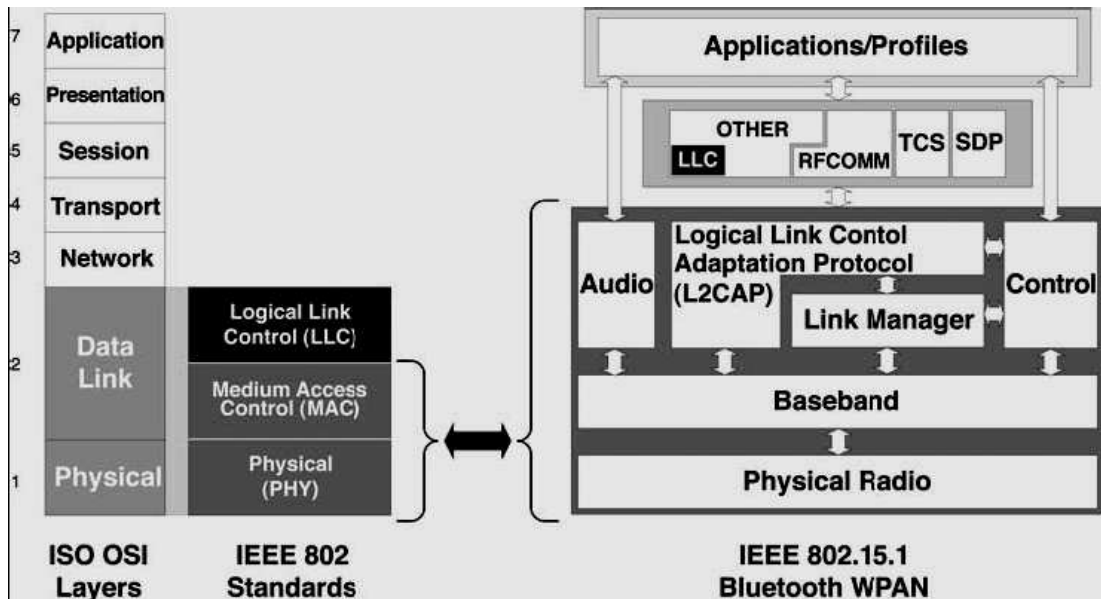 7
Application
6
Presentation
5
Session
4
Transport
3
Network
2
Data
Link
1
Physical
Logical Link
Control (LLC)
Medium Access
Control (MAC)
Physical
(PHY)
ISO OSI
Layers
IEEE 802
Standards
Applications/Profiles
OTHER
LLC
RFCOMM
TCS
SDP
Audio
Logical Link Contol
Adaptation Protocol
(L2CAP)
Link Manager
Control
Baseband
Physical Radio
IEEE 802.15.1
Bluetooth WPAN